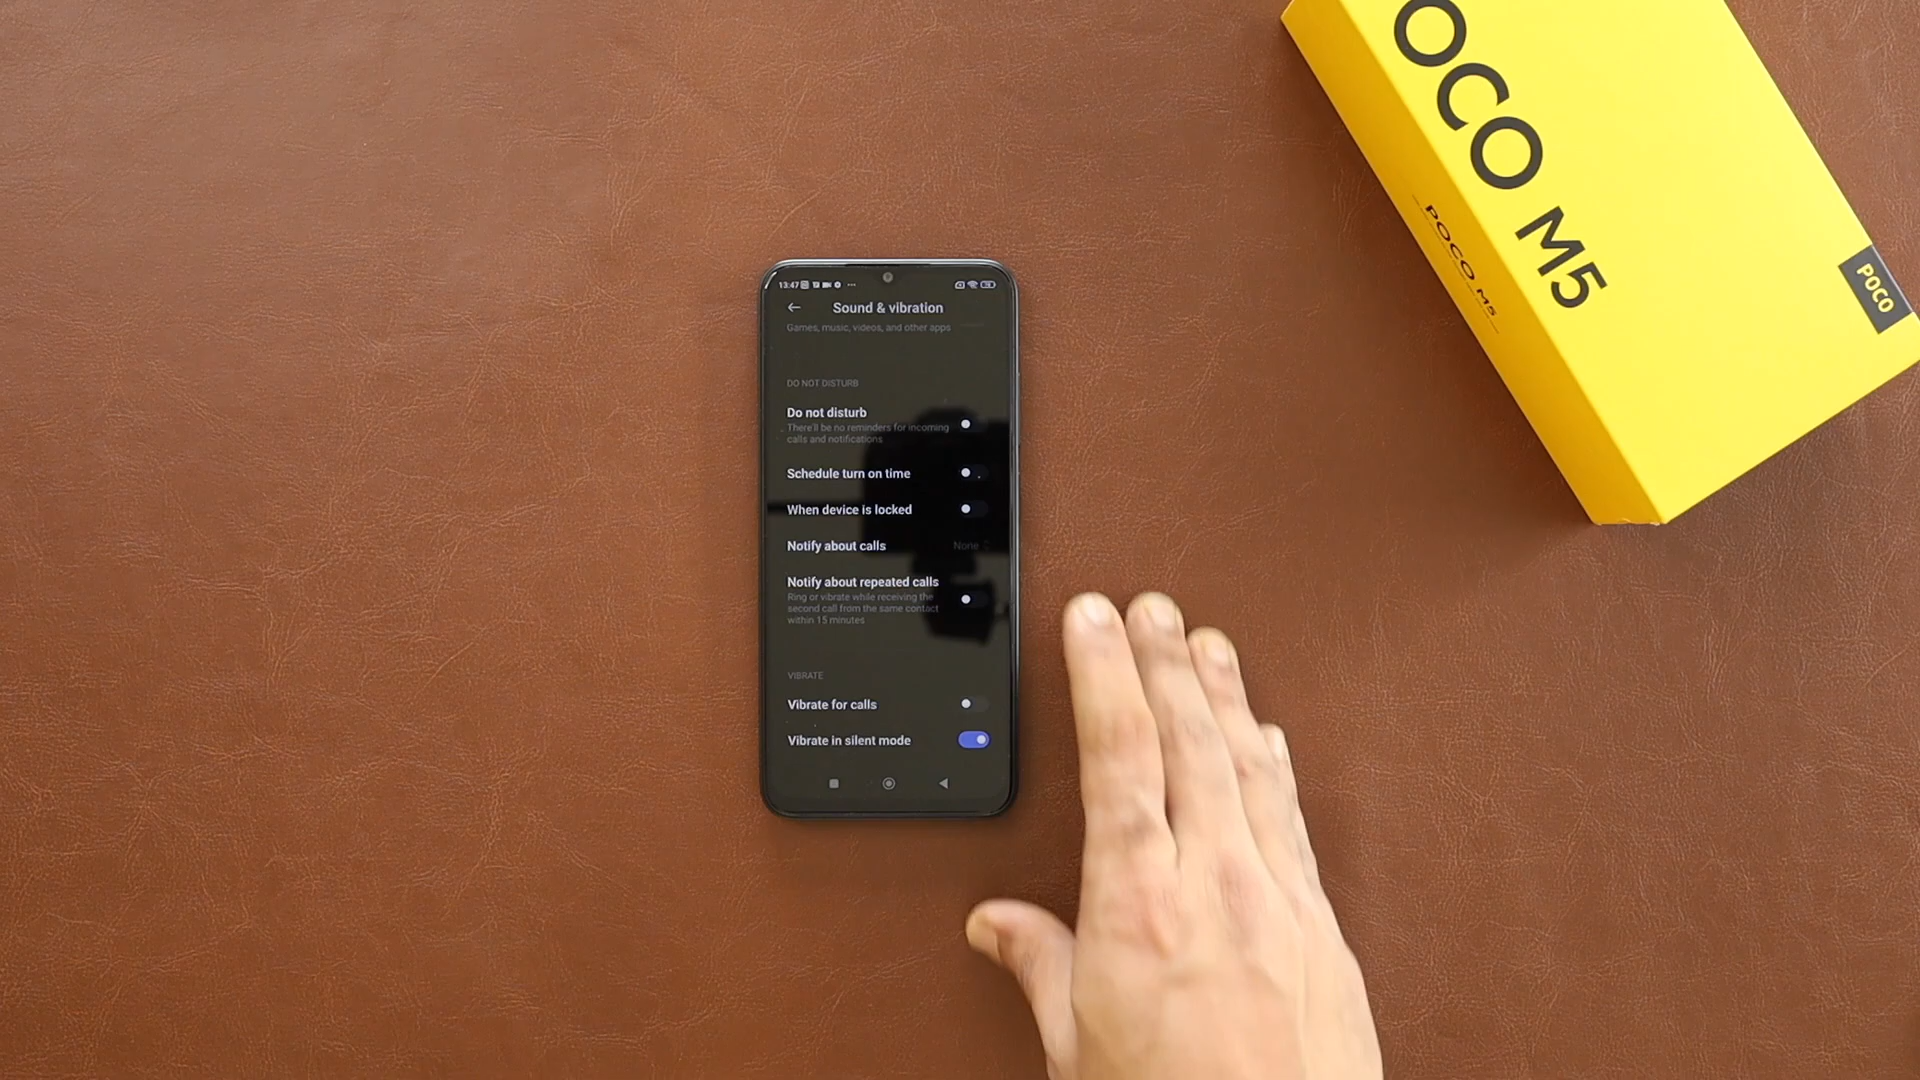 OCO M5
POCO M5
POCO
13:47
Sound & vibration
Games, music, videos, and other apps
DO NOT DISTURB
Do not disturb
There'll be no reminders for incoming
calls and notifications
Schedule turn on time
When device is locked
Notify about calls None
Notify about repeated calls
Ring or vibrate while receiving the
second call from the same contact
within 15 minutes
VIBRATE
Vibrate for calls
Vibrate in silent mode